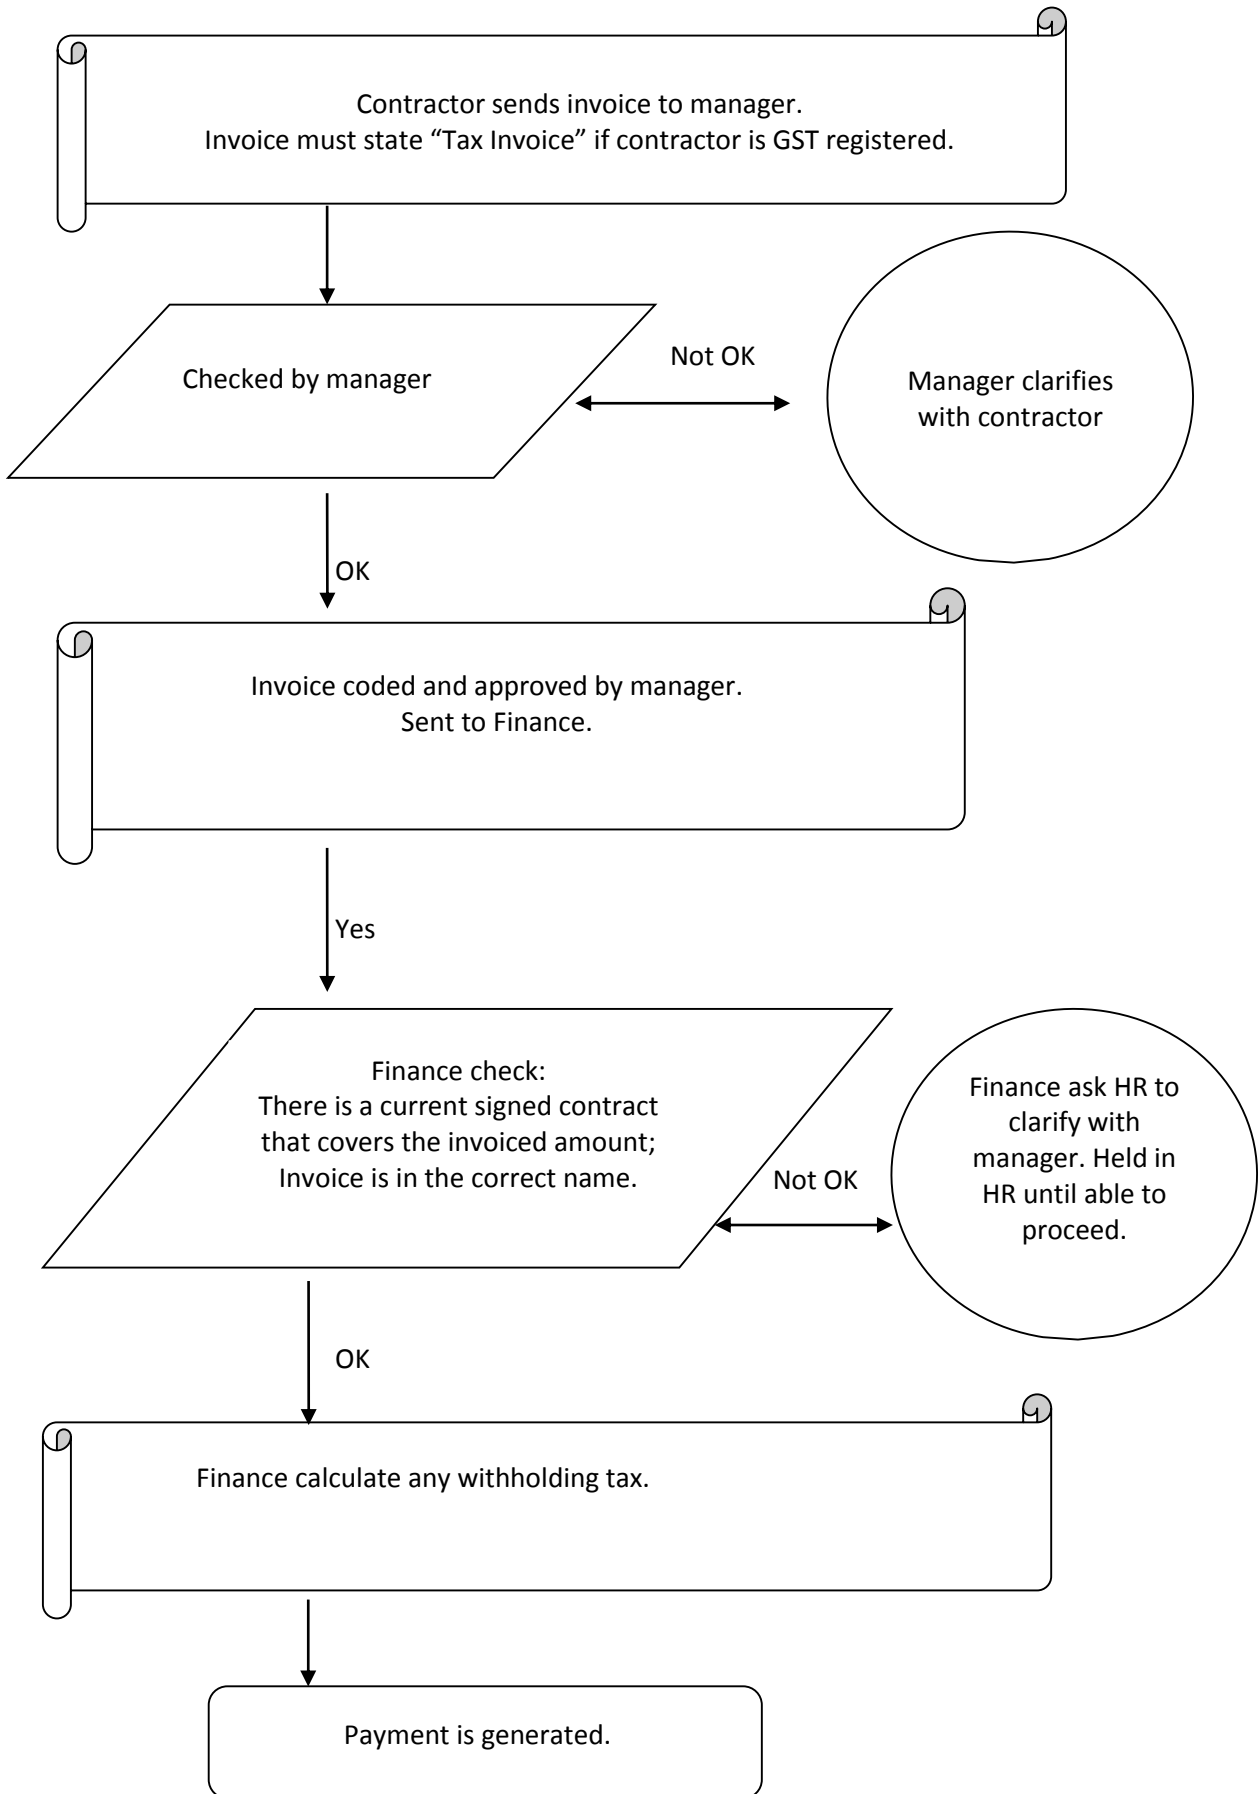 Contractor sends invoice to manager.
Invoice must state “Tax Invoice” if contractor is GST registered.
Checked by manager
Not OK
Manager clarifies
with contractor
OK
Invoice coded and approved by manager.
Sent to Finance.
Yes
Finance check:
There is a current signed contract
that covers the invoiced amount;
Invoice is in the correct name.
Not OK
Finance ask HR to
clarify with
manager. Held in
HR until able to
proceed.
OK
Finance calculate any withholding tax.
Payment is generated.